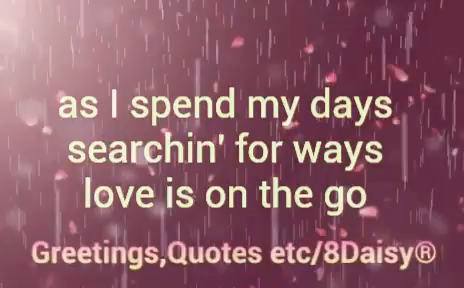 as I spend my days
searchin' for ways
love is on the go
Greetings,Quotes etc/8Daisy®